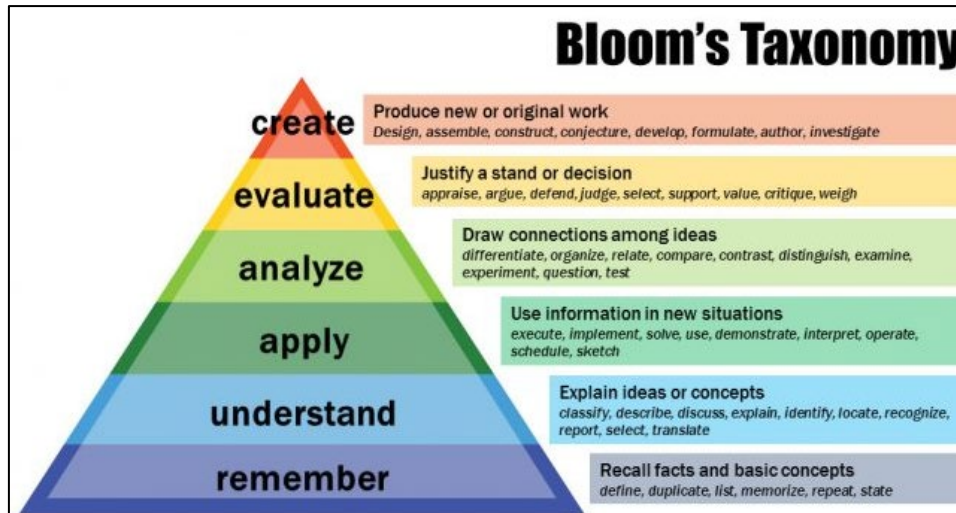 Bloom's Taxonomy
create
Produce new or original work
Design, assemble, construct, conjecture, develop, formulate, author, investigate
evaluate
Justify a stand or decision
appraise, argue, defend, judge, select, support, value, critique, weigh
analyze
Draw connections among ideas
differentiate, organize, relate, compare, contrast, distinguish, examine,
experiment, question, test
apply
Use information in new situations
execute, implement, solve, use, demonstrate, interpret, operate,
schedule, sketch
understand
Explain ideas or concepts
classify, describe, discuss, explain, identify, locate, recognize,
report, select, translate
remember
Recall facts and basic concepts
define, duplicate, list, memorize, repeat, state